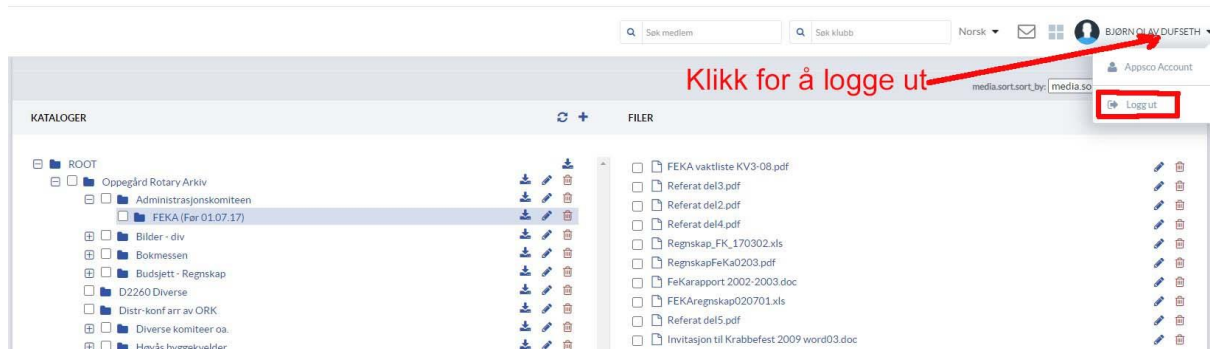 Søk medlem
Søk klubb
Norsk
BJØRN OLAV DUFSETH
Appsco Account
Klikk for å logge ut
media.sort.sort_by: media.so
Logg ut
KATALOGER
FILER
ROOT
Oppegård Rotary Arkiv
Administrasjonskomiteen
FEKA (Før 01.07.17)
Bilder - div
Bokmessen
Budsjett - Regnskap
D2260 Diverse
Distr-konf arr av ORK
Diverse komiteer oa.
Høyås byggekvelder
FEKA vaktliste KV3-08.pdf
Referat del3.pdf
Referat del2.pdf
Referat del4.pdf
Regnskap_FK_170302.xls
RegnskapFeKa0203.pdf
FeKarapport 2002-2003.doc
FEKAregnskap020701.xls
Referat del5.pdf
Invitasjon til Krabbefest 2009 word03.doc